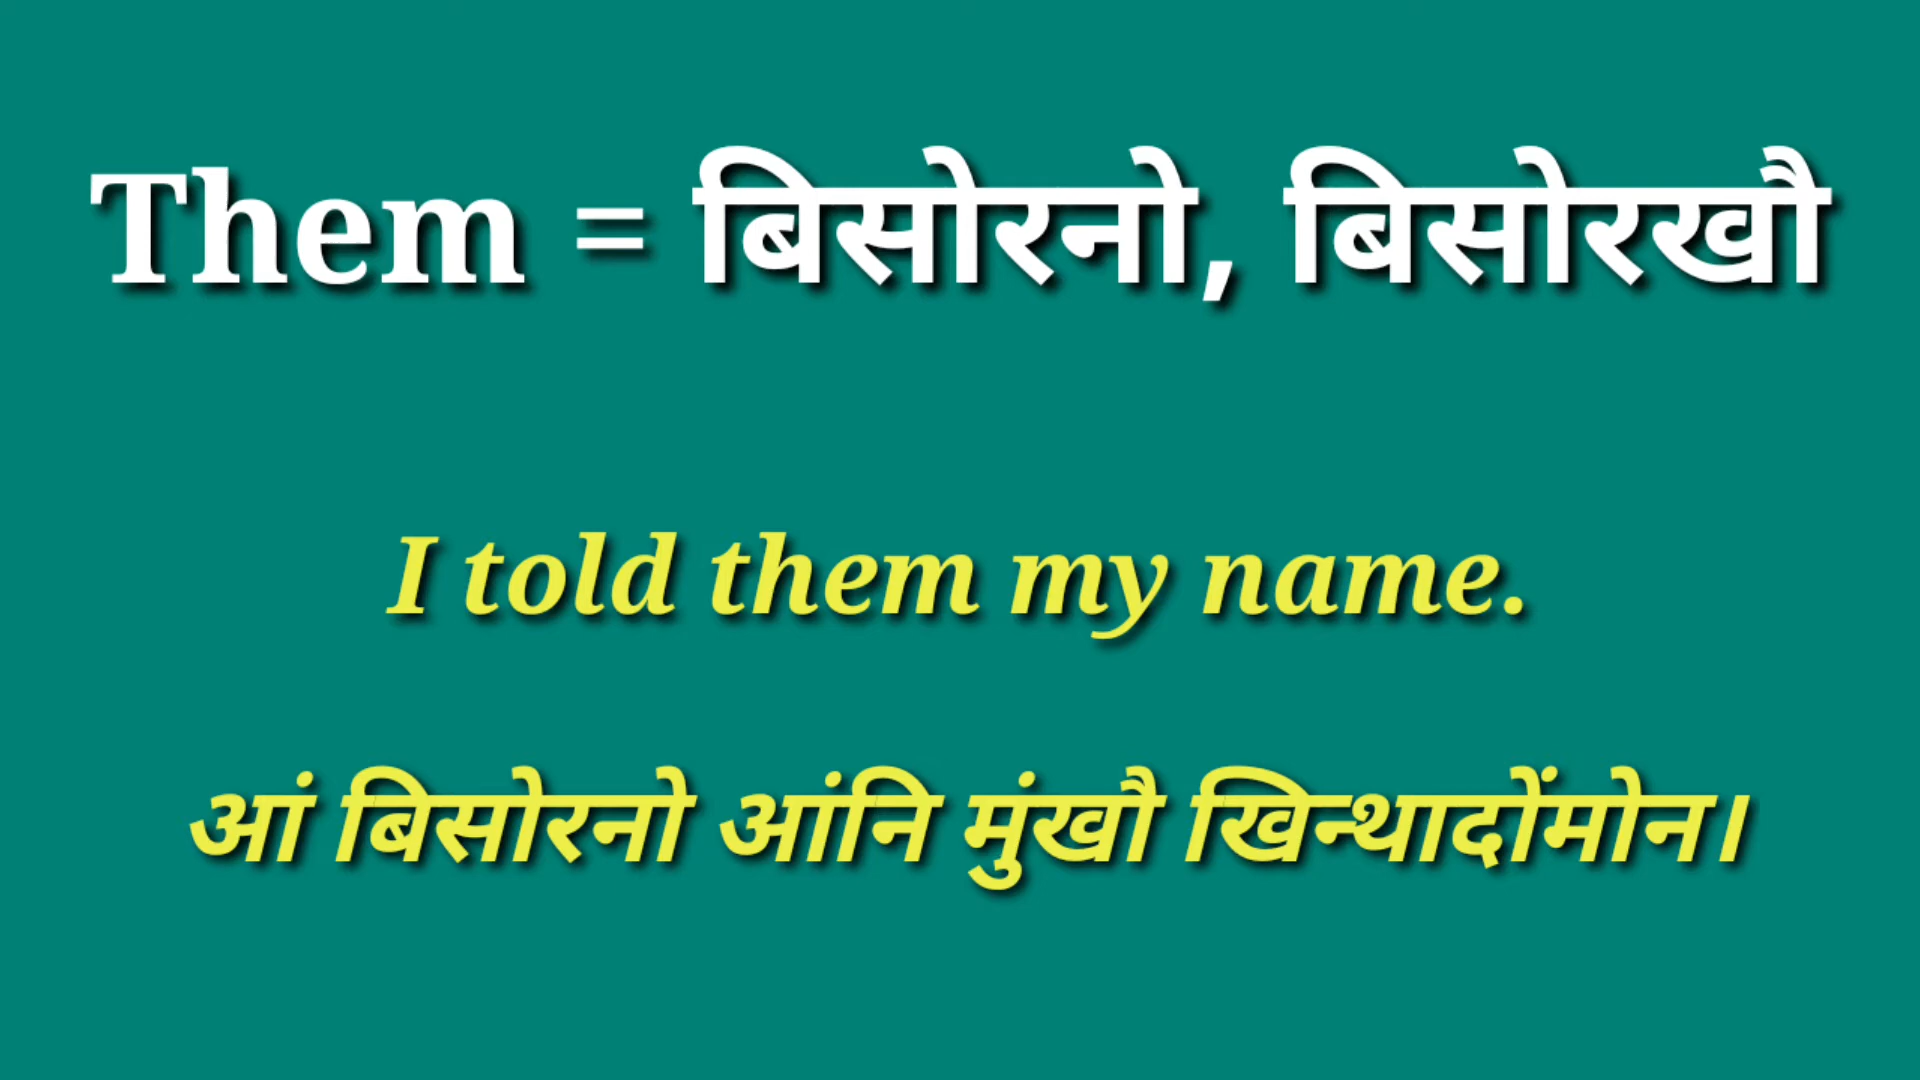 Them = बिसोरनो, बिसोरखौ
I told them my name.
आं बिसोरनो आंनि मुंखौ खिन्थादोंमोन।